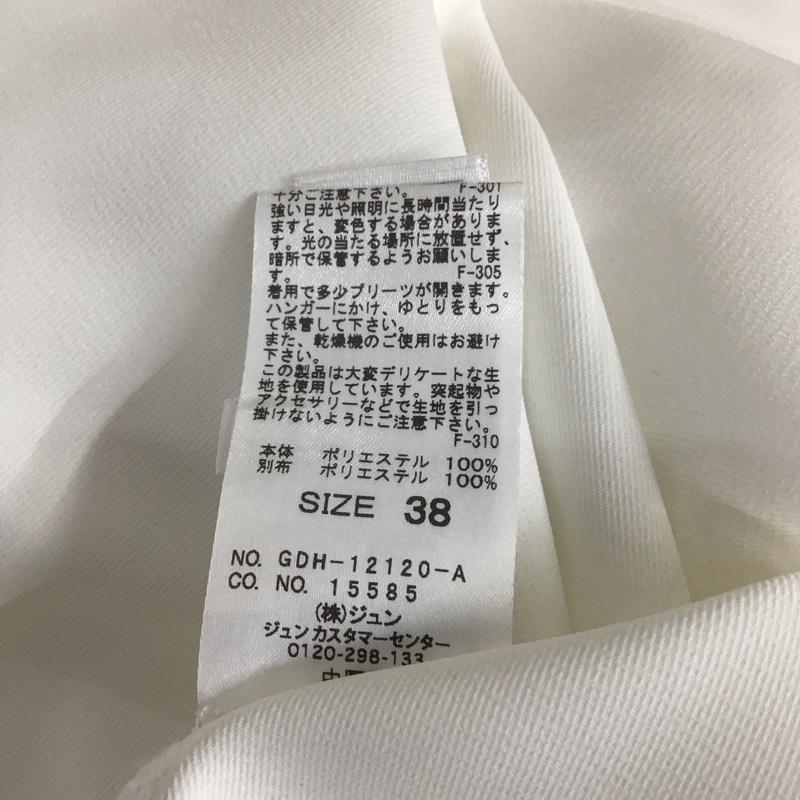 十分ご注意下さい。 F-301
強い日光や照明に長時間当たり
ますと、変色する場合がありま
す。光の当たる場所に放置せず、
暗所で保管するようお願いしま
す。 F-305
着用で多少プリーツが開きます。
ハンガーにかけ、ゆとりをもっ
て保管して下さい。
また、乾燥機のご使用はお避け
下さい。
この製品は大変デリケートな生
地を使用しています。突起物や
アクセサリーなどで生地を引っ
掛けないようにご注意下さい。
F-310
本体 ポリエステル 100%
別布 ポリエステル 100%
SIZE 38
NO. GDH-12120-A
CO. NO. 15585
(株)ジュン
ジュンカスタマーセンター
0120-298-133